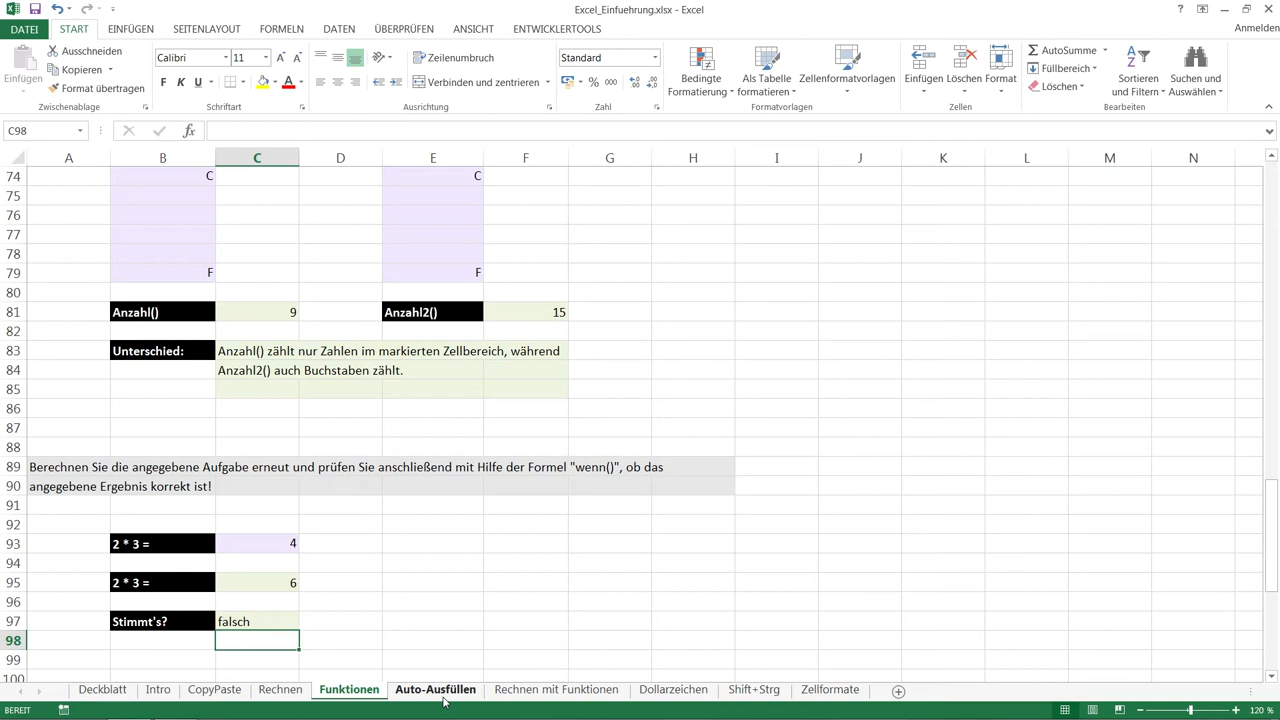 Excel_Einfuehrung.xlsx - Excel
DATEI START EINFÜGEN SEITENLAYOUT FORMELN DATEN ÜBERPRÜFEN ANSICHT ENTWICKLERTOOLS Anmelden
Einfügen
Ausschneiden
Kopieren
Format übertragen
Zwischenablage
Calibri 11
F K U
Schriftart
Zeilenumbruch
Verbinden und zentrieren
Ausrichtung
Standard
% 000
Zahl
Bedingte Formatierung
Als Tabelle formatieren
Zellenformatvorlagen
Formatvorlagen
Einfügen Löschen Format
Zellen
AutoSumme
Füllbereich
Löschen
Sortieren und Filtern
Suchen und Auswählen
Bearbeiten
C98 fx
A B C D E F G H I J K L M N
74 C C
75
76
77
78
79 F F
80
81 Anzahl() 9 Anzahl2() 15
82
83 Unterschied: Anzahl() zählt nur Zahlen im markierten Zellbereich, während
84 Anzahl2() auch Buchstaben zählt.
85
86
87
88
89 Berechnen Sie die angegebene Aufgabe erneut und prüfen Sie anschließend mit Hilfe der Formel "wenn()", ob das
90 angegebene Ergebnis korrekt ist!
91
92
93 2 * 3 = 4
94
95 2 * 3 = 6
96
97 Stimmt's? falsch
98
99
100
Deckblatt Intro CopyPaste Rechnen Funktionen Auto-Ausfüllen Rechnen mit Funktionen Dollarzeichen Shift+Strg Zellformate
BEREIT 120 %